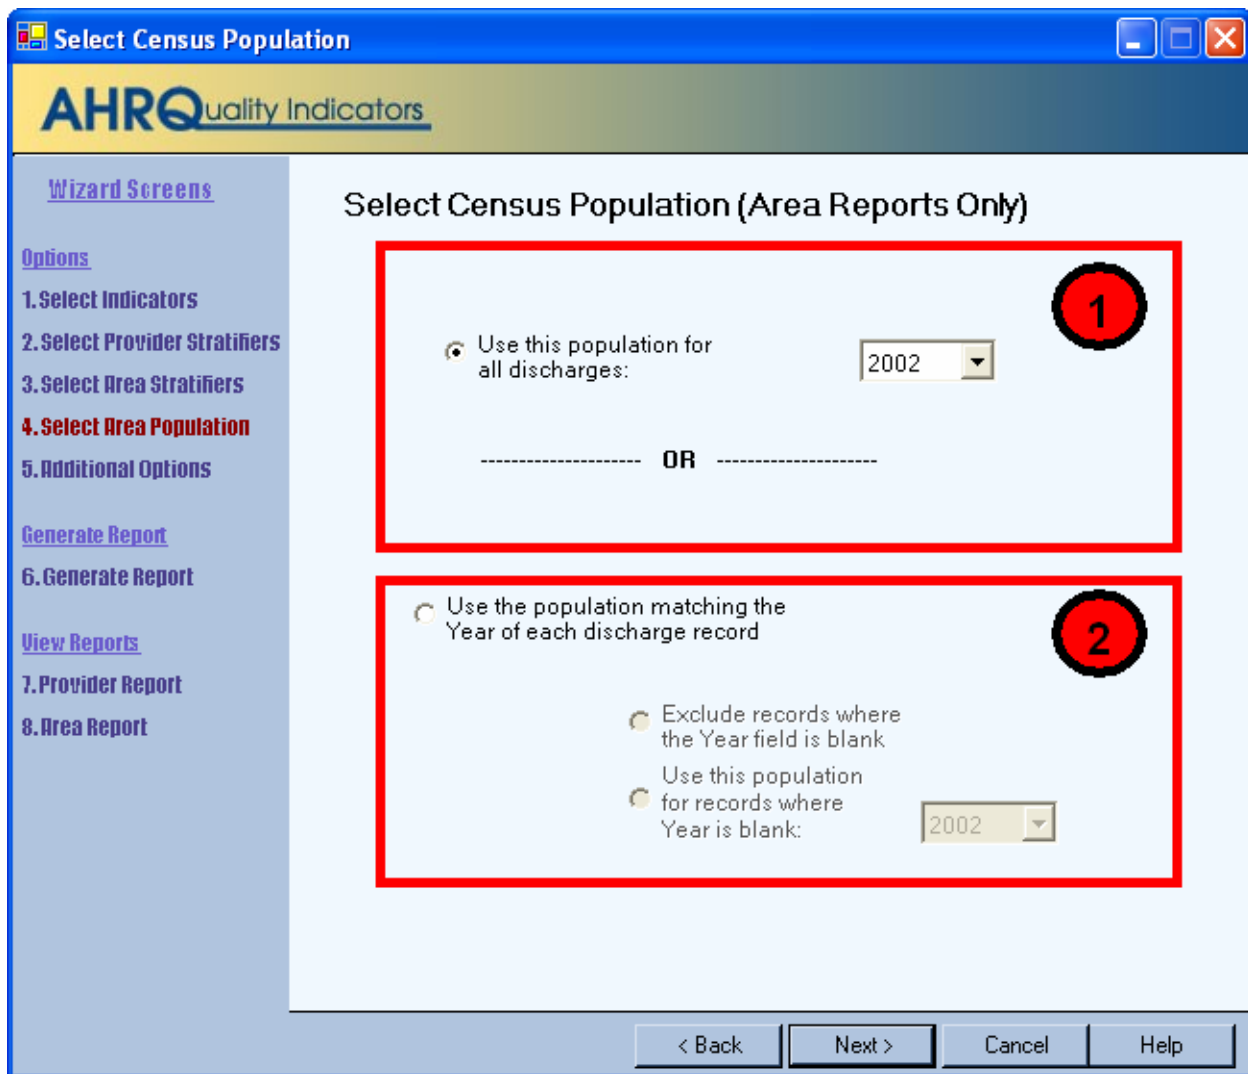 Select Census Population
AHRQuality Indicators
Wizard Screens
Options
1.Select Indicators
2.Select Provider Stratifiers
3.Select Area Stratifiers
4.Select Area Population
5.Additional Options
Generate Report
6.Generate Report
View Reports
7.Provider Report
8.Area Report
Select Census Population (Area Reports Only)
1
Use this population for
all discharges:
2002
--------------------- OR ---------------------
2
Use the population matching the
Year of each discharge record
Exclude records where
the Year field is blank
Use this population
for records where
Year is blank:
2002
< Back
Next >
Cancel
Help